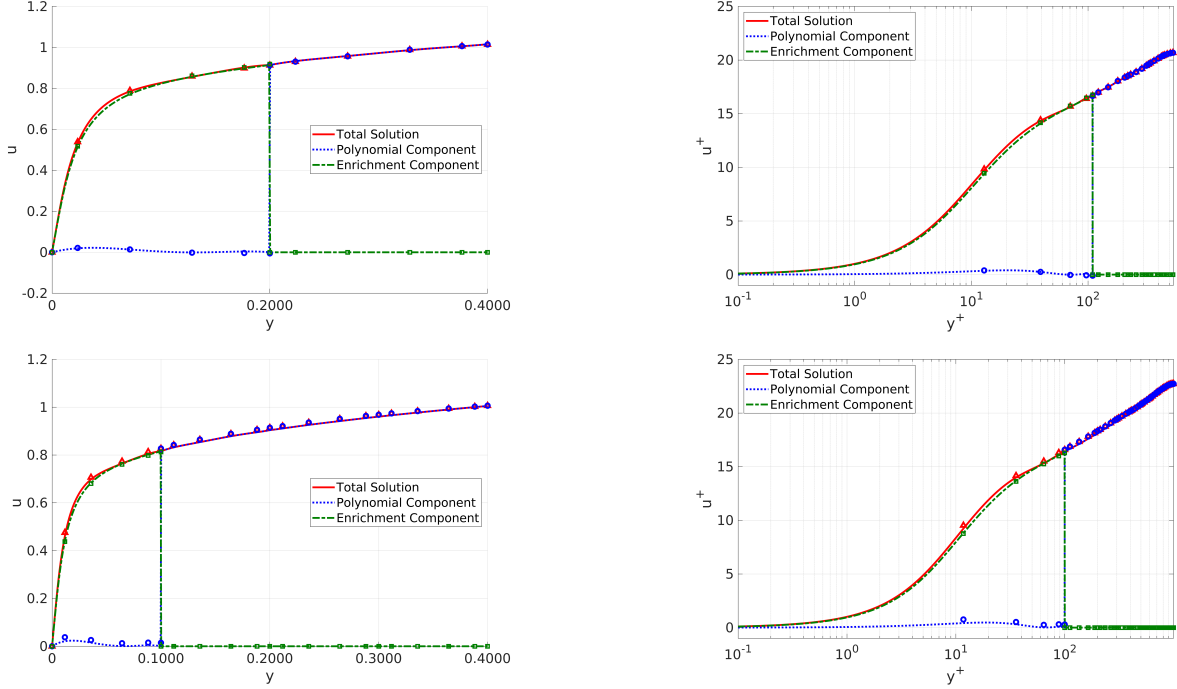 1.2
1
0.8
0.6
0.4
0.2
0
-0.2
u
0
0.2000
0.4000
y
Total Solution
Polynomial Component
Enrichment Component
25
20
15
10
5
0
u+
10-1
100
101
102
y+
Total Solution
Polynomial Component
Enrichment Component
1.2
1
0.8
0.6
0.4
0.2
0
u
0
0.1000
0.2000
0.3000
0.4000
y
Total Solution
Polynomial Component
Enrichment Component
25
20
15
10
5
0
u+
10-1
100
101
102
y+
Total Solution
Polynomial Component
Enrichment Component